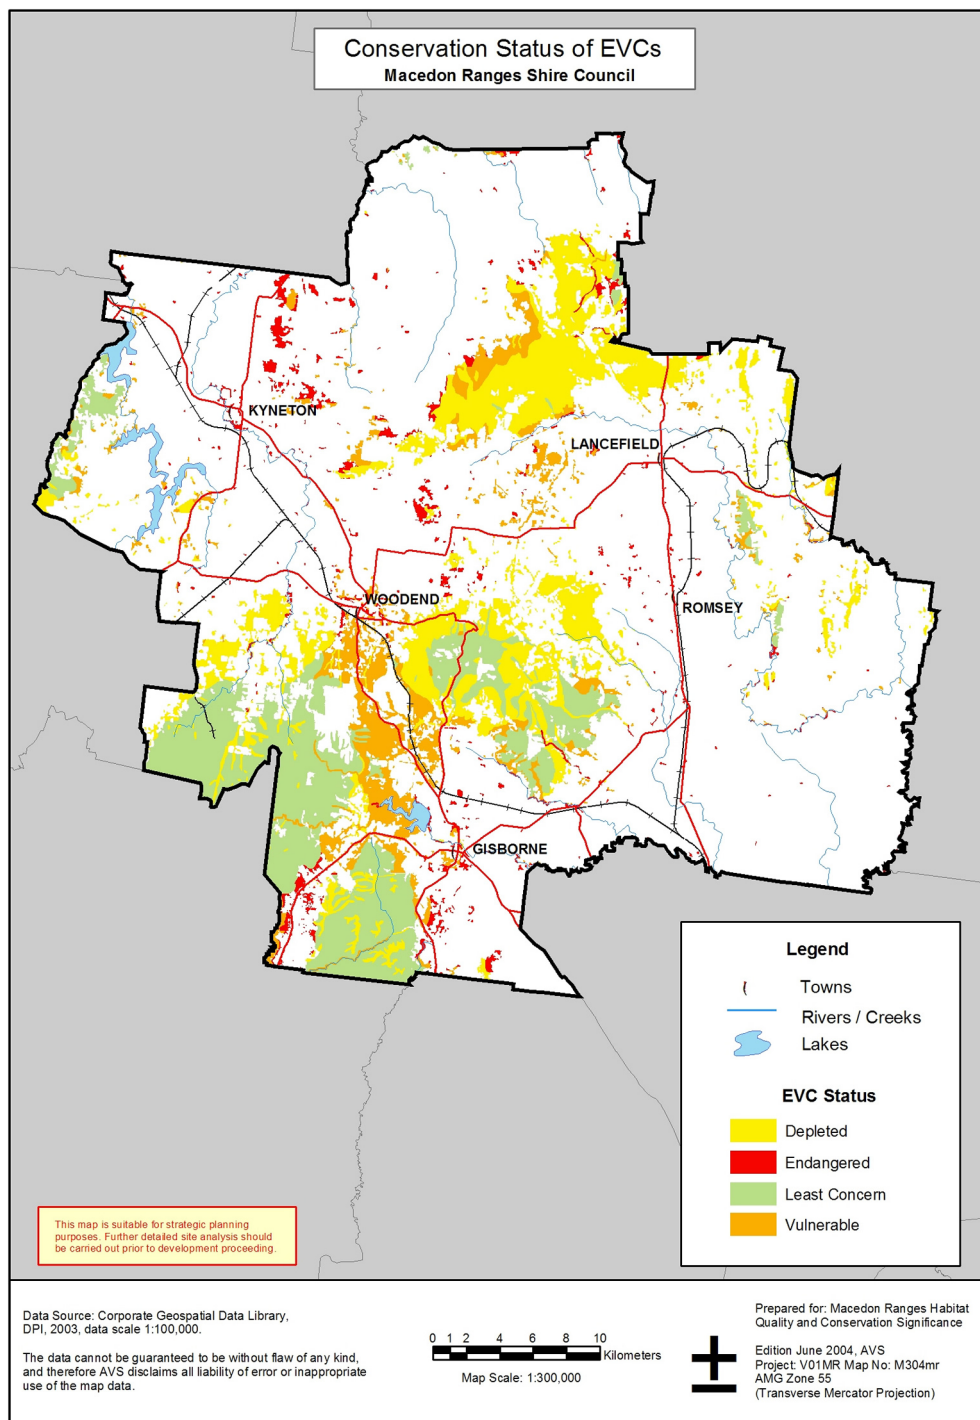 Conservation Status of EVCs
Macedon Ranges Shire Council
KYNETON
LANCEFIELD
WOODEND
ROMSEY
GISBORNE
Legend
Towns
Rivers / Creeks
Lakes
EVC Status
Depleted
Endangered
Least Concern
Vulnerable
This map is suitable for strategic planning
purposes. Further detailed site analysis should
be carried out prior to development proceeding.
Data Source: Corporate Geospatial Data Library,
DPI, 2003, data scale 1:100,000.
The data cannot be guaranteed to be without flaw of any kind,
and therefore AVS disclaims all liability of error or inappropriate
use of the map data.
0 1 2 4 6 8 10
Kilometers
Map Scale: 1:300,000
Prepared for: Macedon Ranges Habitat
Quality and Conservation Significance
Edition June 2004, AVS
Project: V01MR Map No: M304mr
AMG Zone 55
(Transverse Mercator Projection)